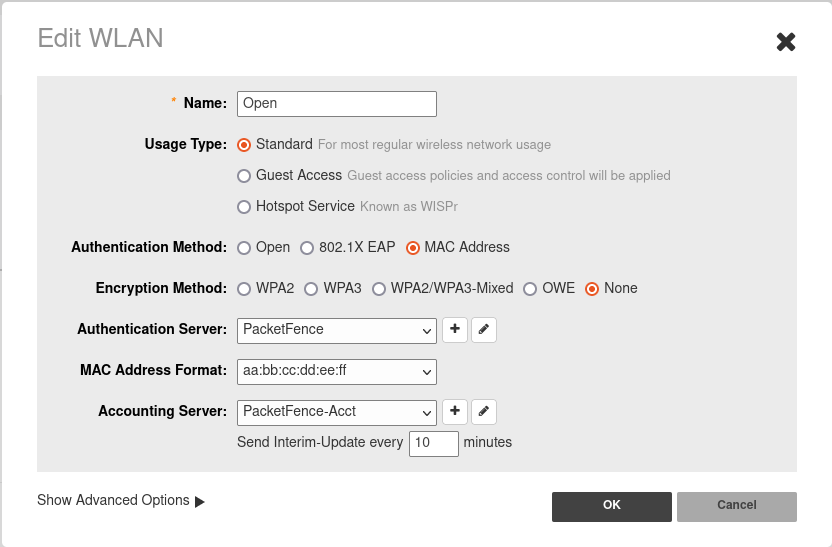 Edit WLAN
* Name: Open
Usage Type: Standard For most regular wireless network usage
Guest Access Guest access policies and access control will be applied
Hotspot Service Known as WISPr
Authentication Method: Open 802.1X EAP MAC Address
Encryption Method: WPA2 WPA3 WPA2/WPA3-Mixed OWE None
Authentication Server: PacketFence
MAC Address Format: aa:bb:cc:dd:ee:ff
Accounting Server: PacketFence-Acct
Send Interim-Update every 10 minutes
Show Advanced Options
OK Cancel